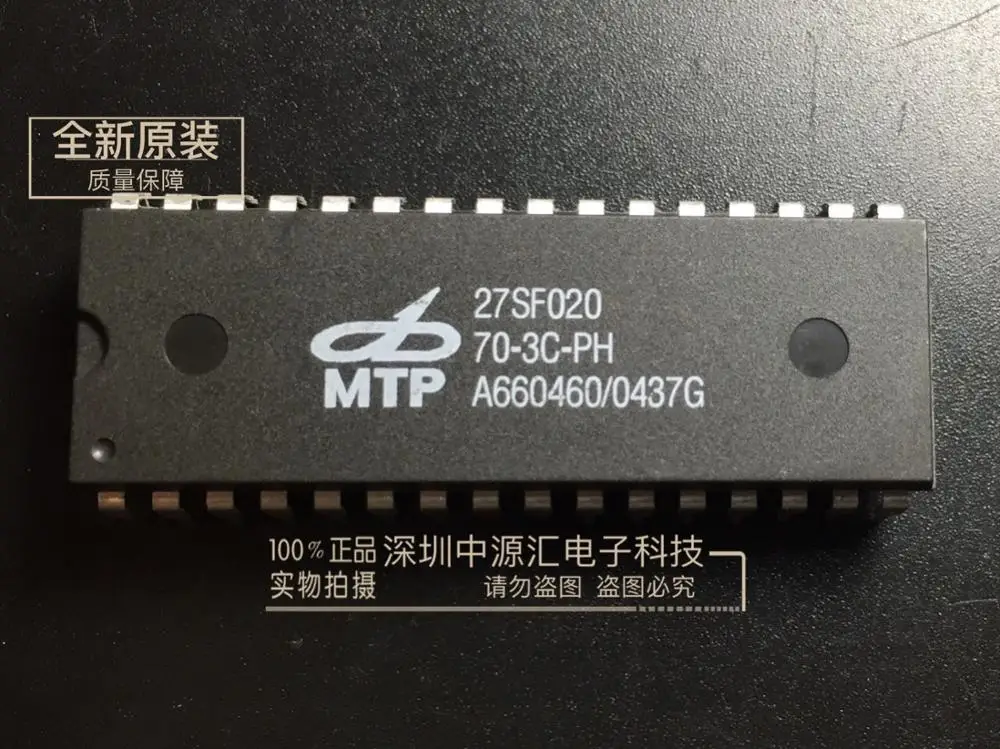 全新原装
质量保障
27SF020
70-3C-PH
MTP A660460/0437G
100%正品 深圳中源汇电子科技
实物拍摄 请勿盗图 盗图必究